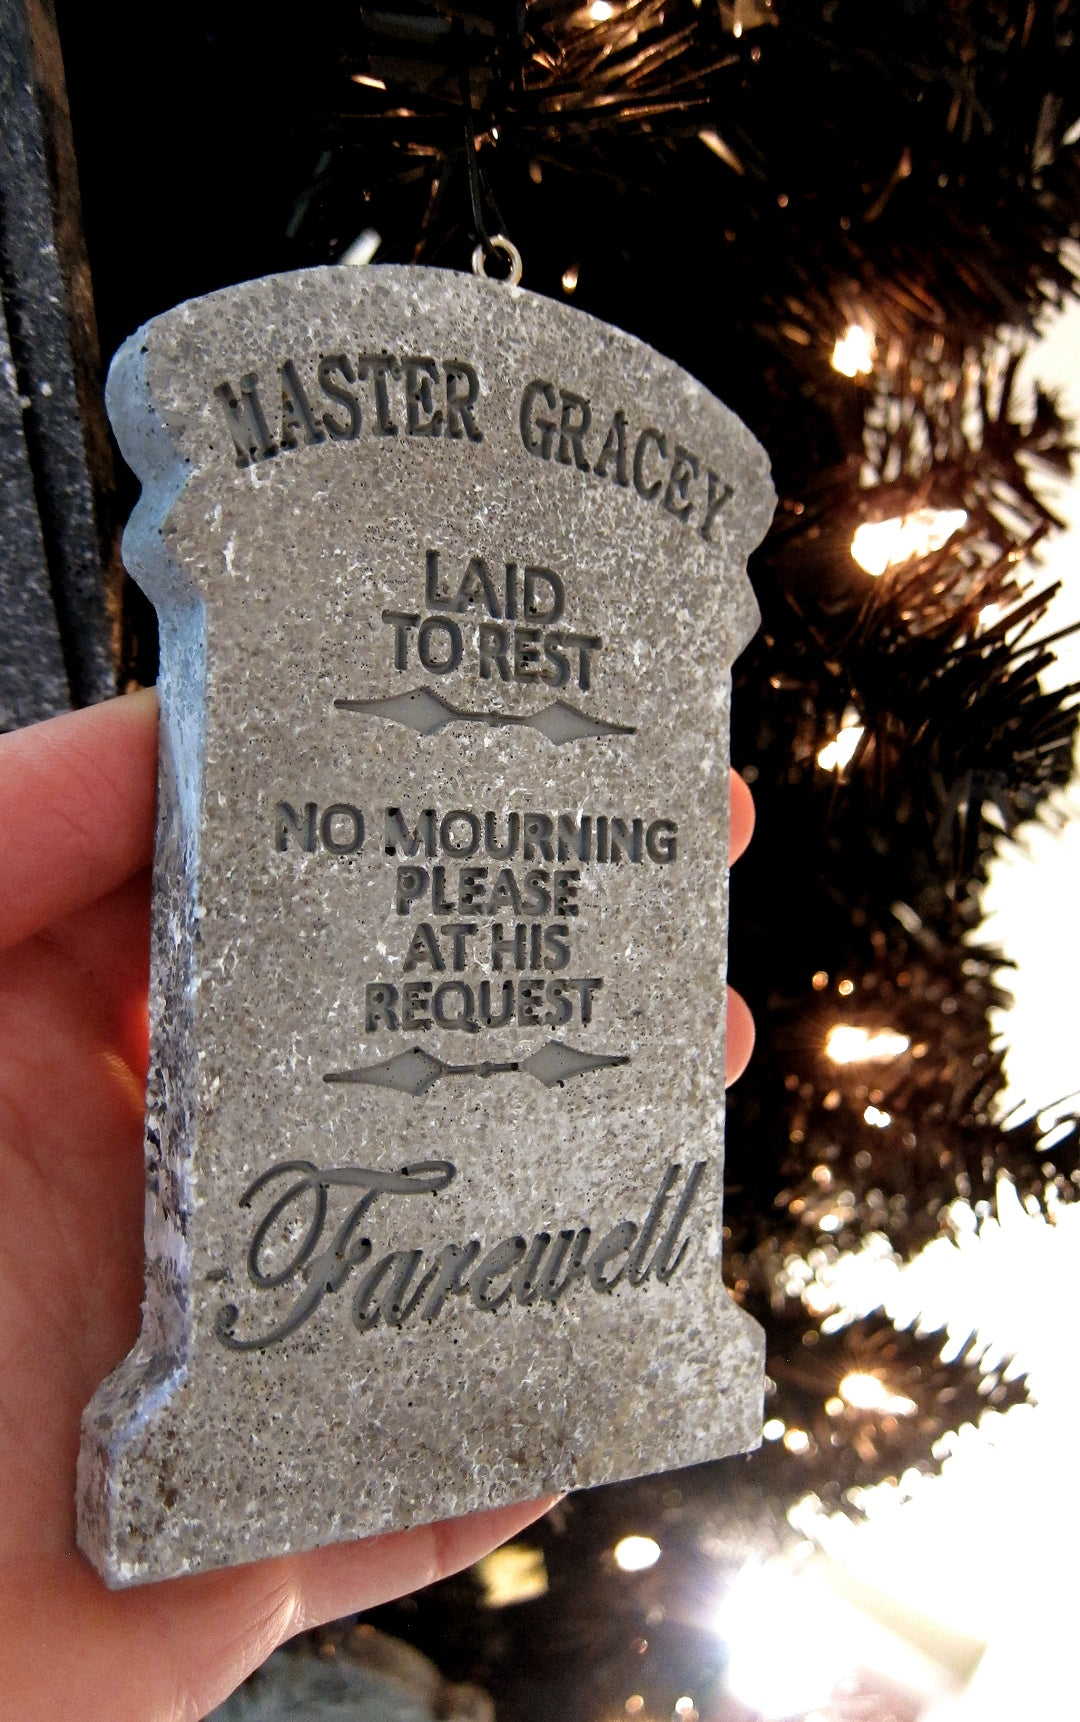 MASTER GRACEY
LAID
TO REST
NO MOURNING
PLEASE
AT HIS
REQUEST
Farewell